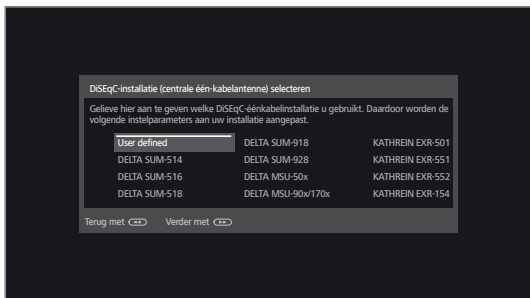 DiSEqC-installatie (centrale één-kabelantenne) selecteren
Gelieve hier aan te geven welke DiSEqC-éénkabelinstallatie u gebruikt. Daardoor worden de
volgende instelparameters aan uw installatie aangepast.
User defined DELTA SUM-918 KATHREIN EXR-501
DELTA SUM-514 DELTA SUM-928 KATHREIN EXR-551
DELTA SUM-516 DELTA MSU-50x KATHREIN EXR-552
DELTA SUM-518 DELTA MSU-90x/170x KATHREIN EXR-154
Terug met Verder met